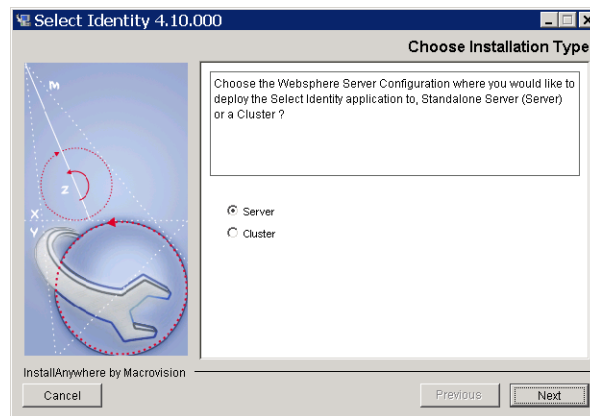 Select Identity 4.10.000
Choose Installation Type
M
Z
X
Y
Choose the Websphere Server Configuration where you would like to
deploy the Select Identity application to, Standalone Server (Server)
or a Cluster ?
Server
Cluster
InstallAnywhere by Macrovision
Cancel
Previous
Next